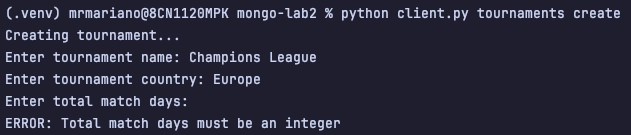 (.venv) mrmariano@8CN1120MPK mongo-lab2 % python client.py tournaments create
Creating tournament...
Enter tournament name: Champions League
Enter tournament country: Europe
Enter total match days:
ERROR: Total match days must be an integer